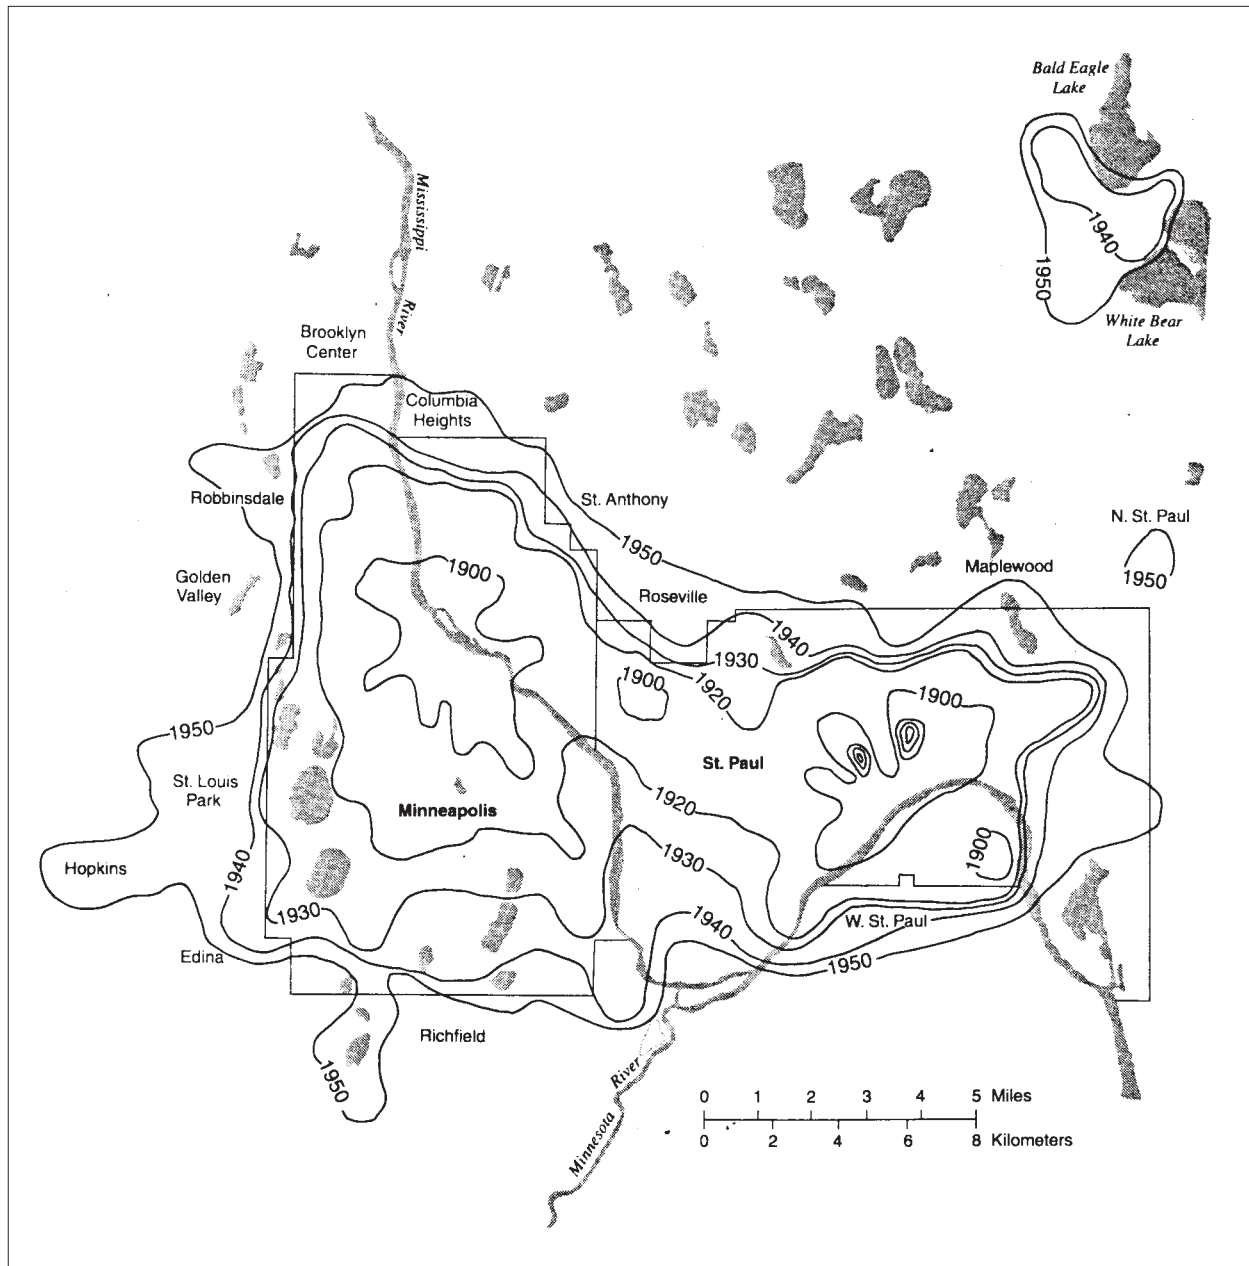 Bald Eagle
Lake
Mississippi
River
1940
1950
White Bear
Lake
Brooklyn
Center
Columbia
Heights
Robbinsdale
St. Anthony
N. St. Paul
1950
1950
Maplewood
1900
Golden
Valley
Roseville
1940
1930
1920
1900
1900
1950
St. Paul
St. Louis
Park
Minneapolis
1920
Hopkins
1940
1930
1900
1930
1940
W. St. Paul
Edina
1950
Richfield
1950
River
Minnesota
0 1 2 3 4 5 Miles
0 2 4 6 8 Kilometers